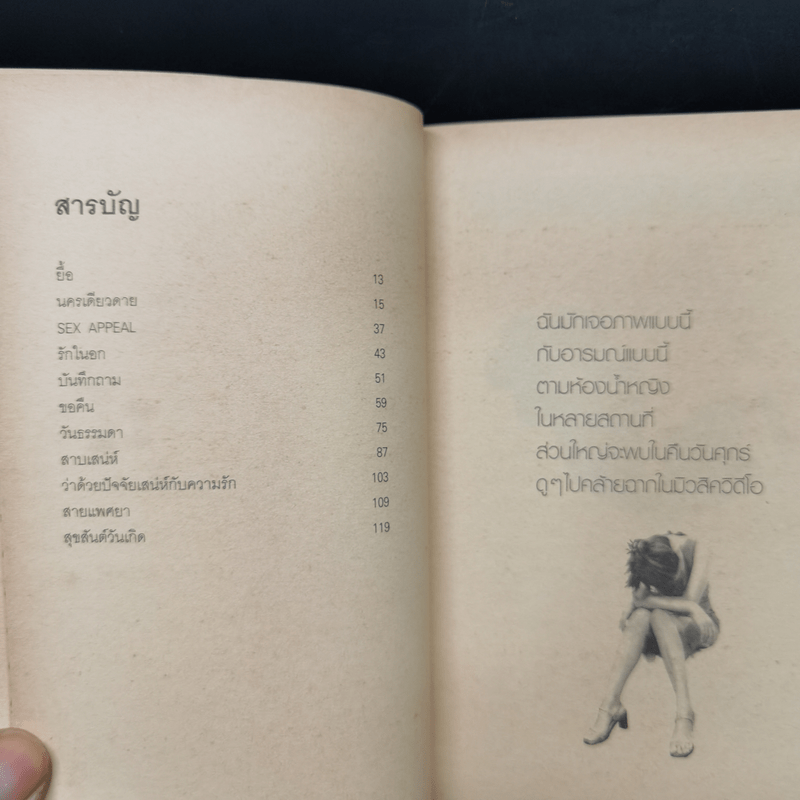 สารบัญ
ยื้อ 13
นครเดียวดาย 15
SEX APPEAL 37
รักในอก 43
บันทึกถาม 51
ขอคืน 59
วันธรรมดา 75
สาบเสน่ห์ 87
ว่าด้วยปัจจัยเสน่ห์กับความรัก 103
สายแพศยา 109
สุขสันต์วันเกิด 119
ฉันมักเจอภาพแบบนี้
กับอารมณ์แบบนี้
ตามห้องน้ำหญิง
ในหลายสถานที่
ส่วนใหญ่จะพบในคืนวันศุกร์
ดูๆไปคล้ายฉากในมิวสิควิดีโอ